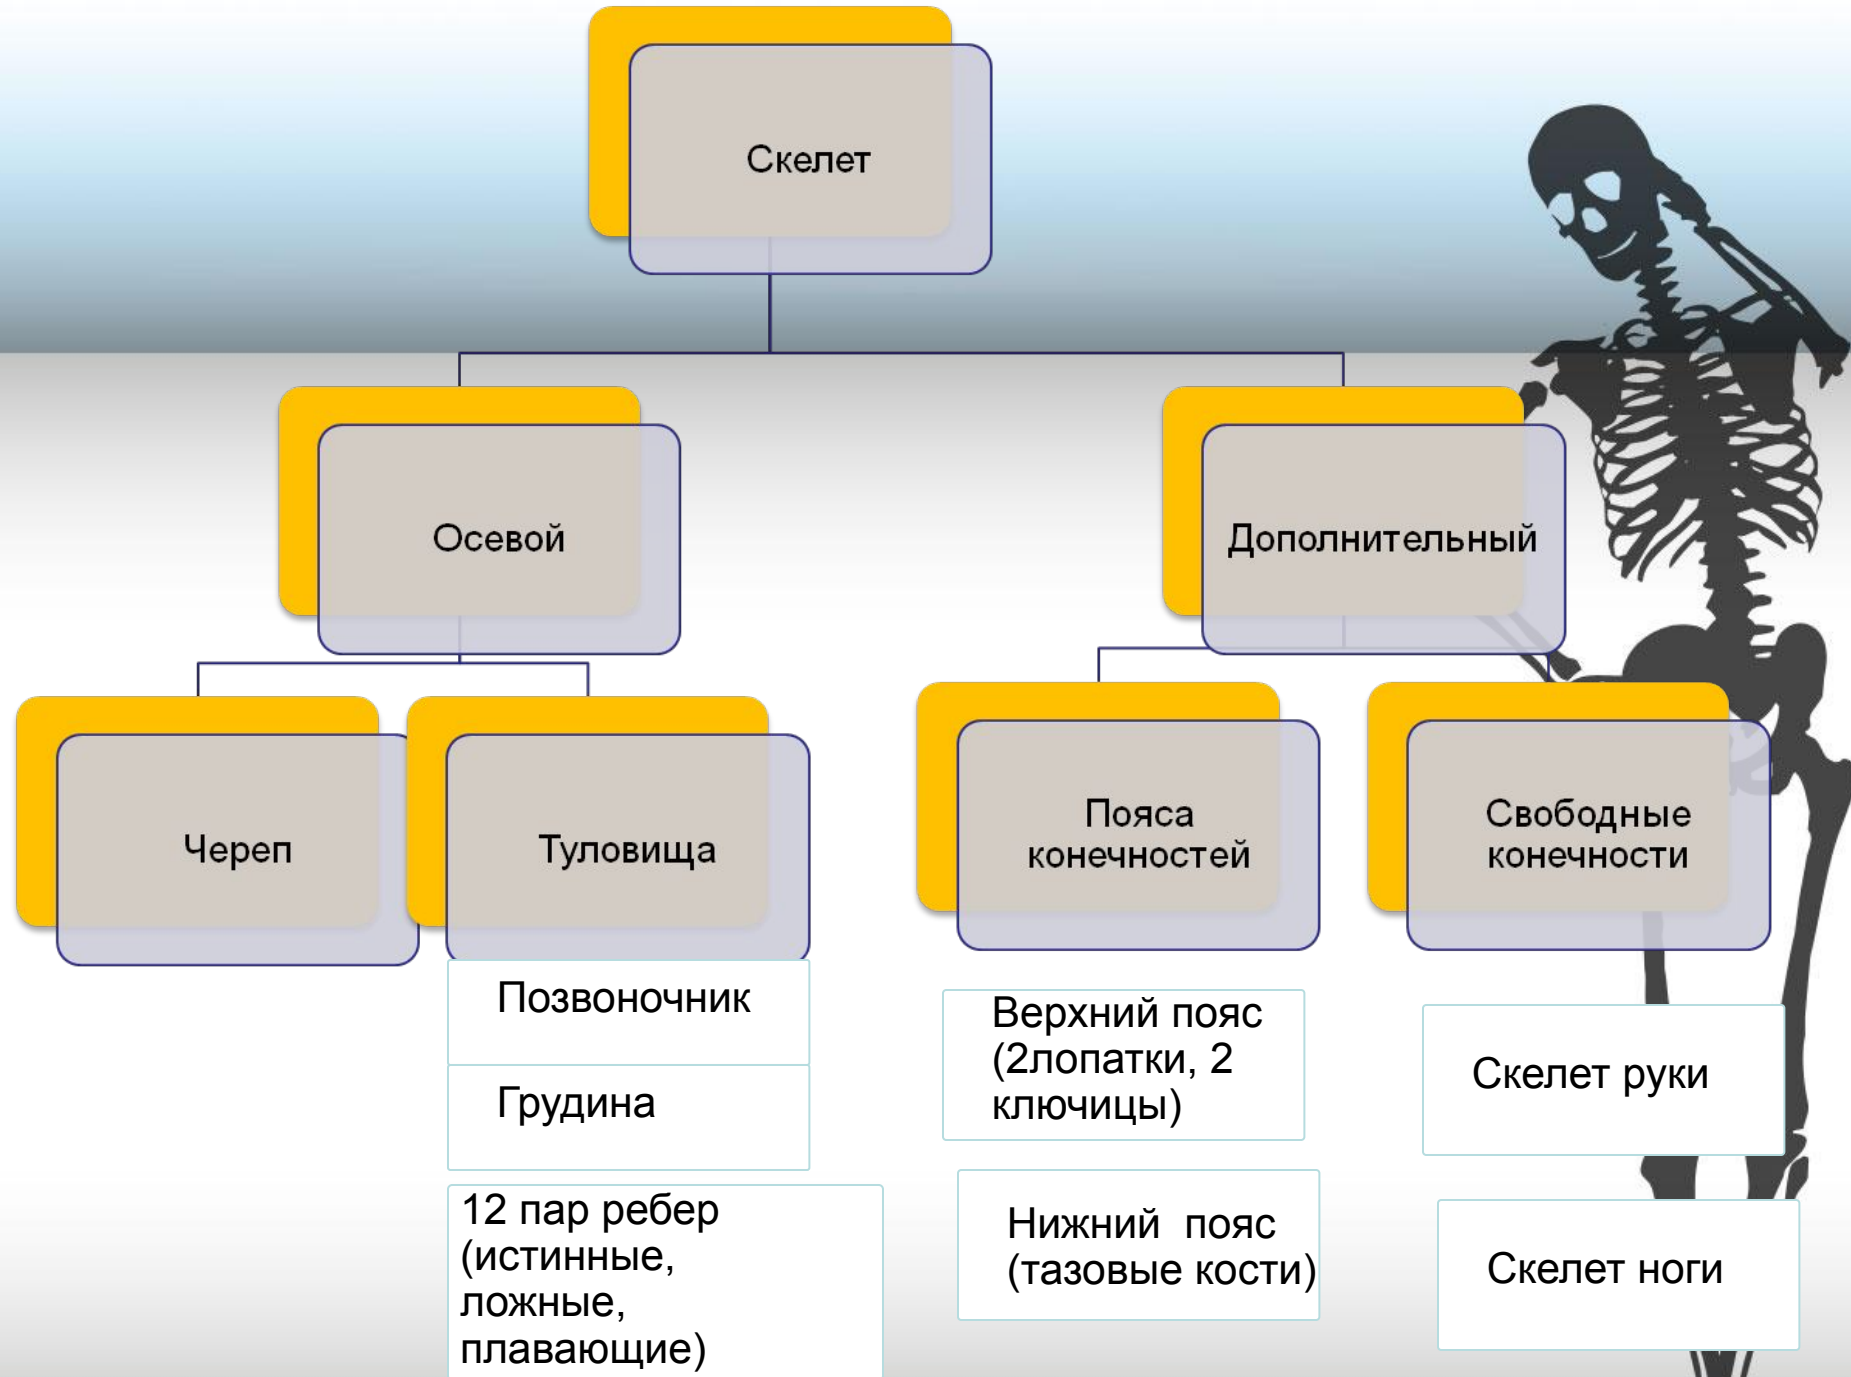 Скелет
Осевой
Дополнительный
Череп
Туловища
Пояса
конечностей
Свободные
конечности
Позвоночник
Грудина
12 пар ребер
(истинные,
ложные,
плавающие)
Верхний пояс
(2лопатки, 2
ключицы)
Нижний  пояс
(тазовые кости)
Скелет руки
Скелет ноги